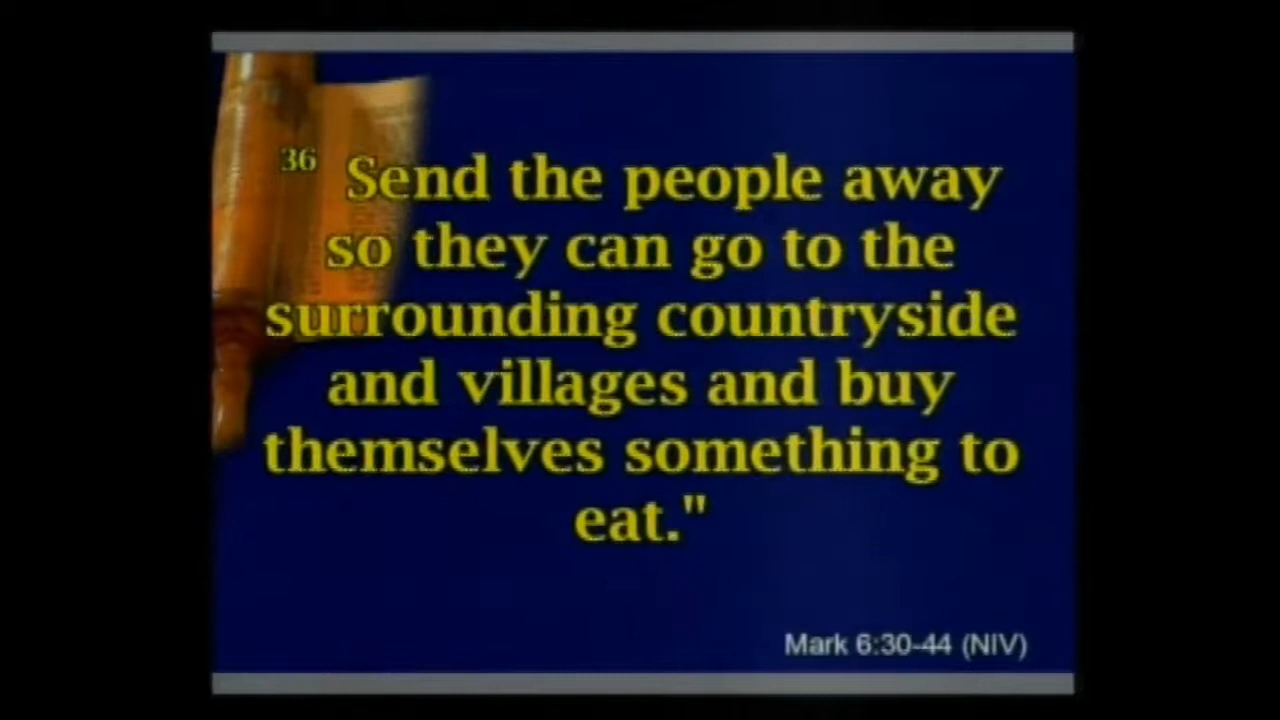 36 Send the people away
so they can go to the
surrounding countryside
and villages and buy
themselves something to
eat."
Mark 6:30-44 (NIV)